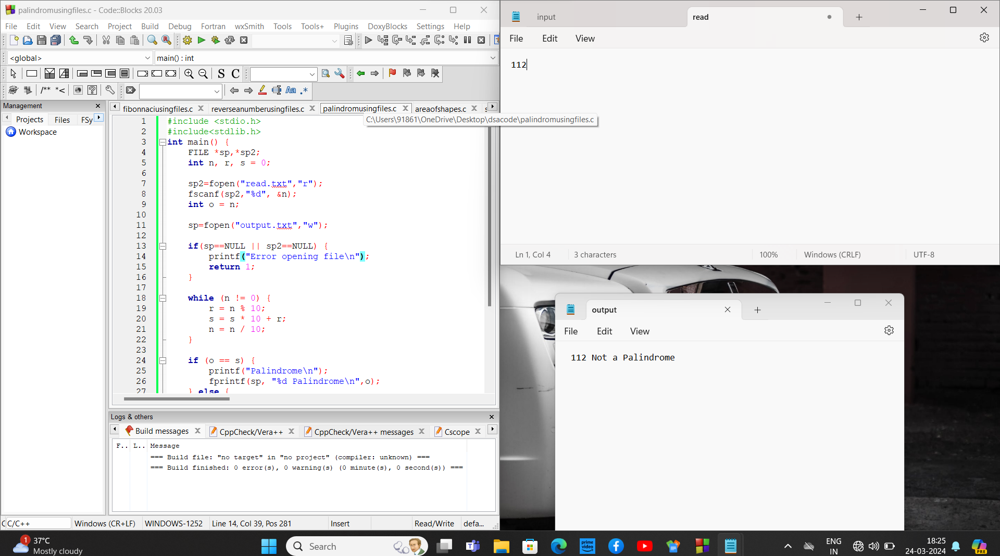 palindromusingfiles.c - Code::Blocks 20.03
File Edit View Search Project Build Debug Fortran wxSmith Tools Tools+ Plugins DoxyBlocks Settings Help
<global>
main() : int
S C
/** *<
Aa .*
Management
Projects Files FSy
Workspace
fibonnaciusingfiles.c reverseanumberusingfiles.c palindromusingfiles.c areaofshapes.c s
C:\Users\91861\OneDrive\Desktop\dsacode\palindromusingfiles.c
1 #include <stdio.h>
2 #include<stdlib.h>
3 int main() {
4 FILE *sp,*sp2;
5 int n, r, s = 0;
6
7 sp2=fopen("read.txt","r");
8 fscanf(sp2,"%d", &n);
9 int o = n;
10
11 sp=fopen("output.txt","w");
12
13 if(sp==NULL || sp2==NULL) {
14 printf("Error opening file\n");
15 return 1;
16 }
17
18 while (n != 0) {
19 r = n % 10;
20 s = s * 10 + r;
21 n = n / 10;
22 }
23
24 if (o == s) {
25 printf("Palindrome\n");
26 fprintf(sp, "%d Palindrome\n",o);
27 } else {
Logs & others
Build messages CppCheck/Vera++ CppCheck/Vera++ messages Cscope
F.. L.. Message
=== Build file: "no target" in "no project" (compiler: unknown) ===
=== Build finished: 0 error(s), 0 warning(s) (0 minute(s), 0 second(s)) ===
C C/C++ Windows (CR+LF) WINDOWS-1252 Line 14, Col 39, Pos 281 Insert Read/Write defa...
input read
File Edit View
112
Ln 1, Col 4 3 characters 100% Windows (CRLF) UTF-8
output
File Edit View
112 Not a Palindrome
1
37°C
Mostly cloudy
Search
prime video
ENG
IN
18:25
24-03-2024
PRE